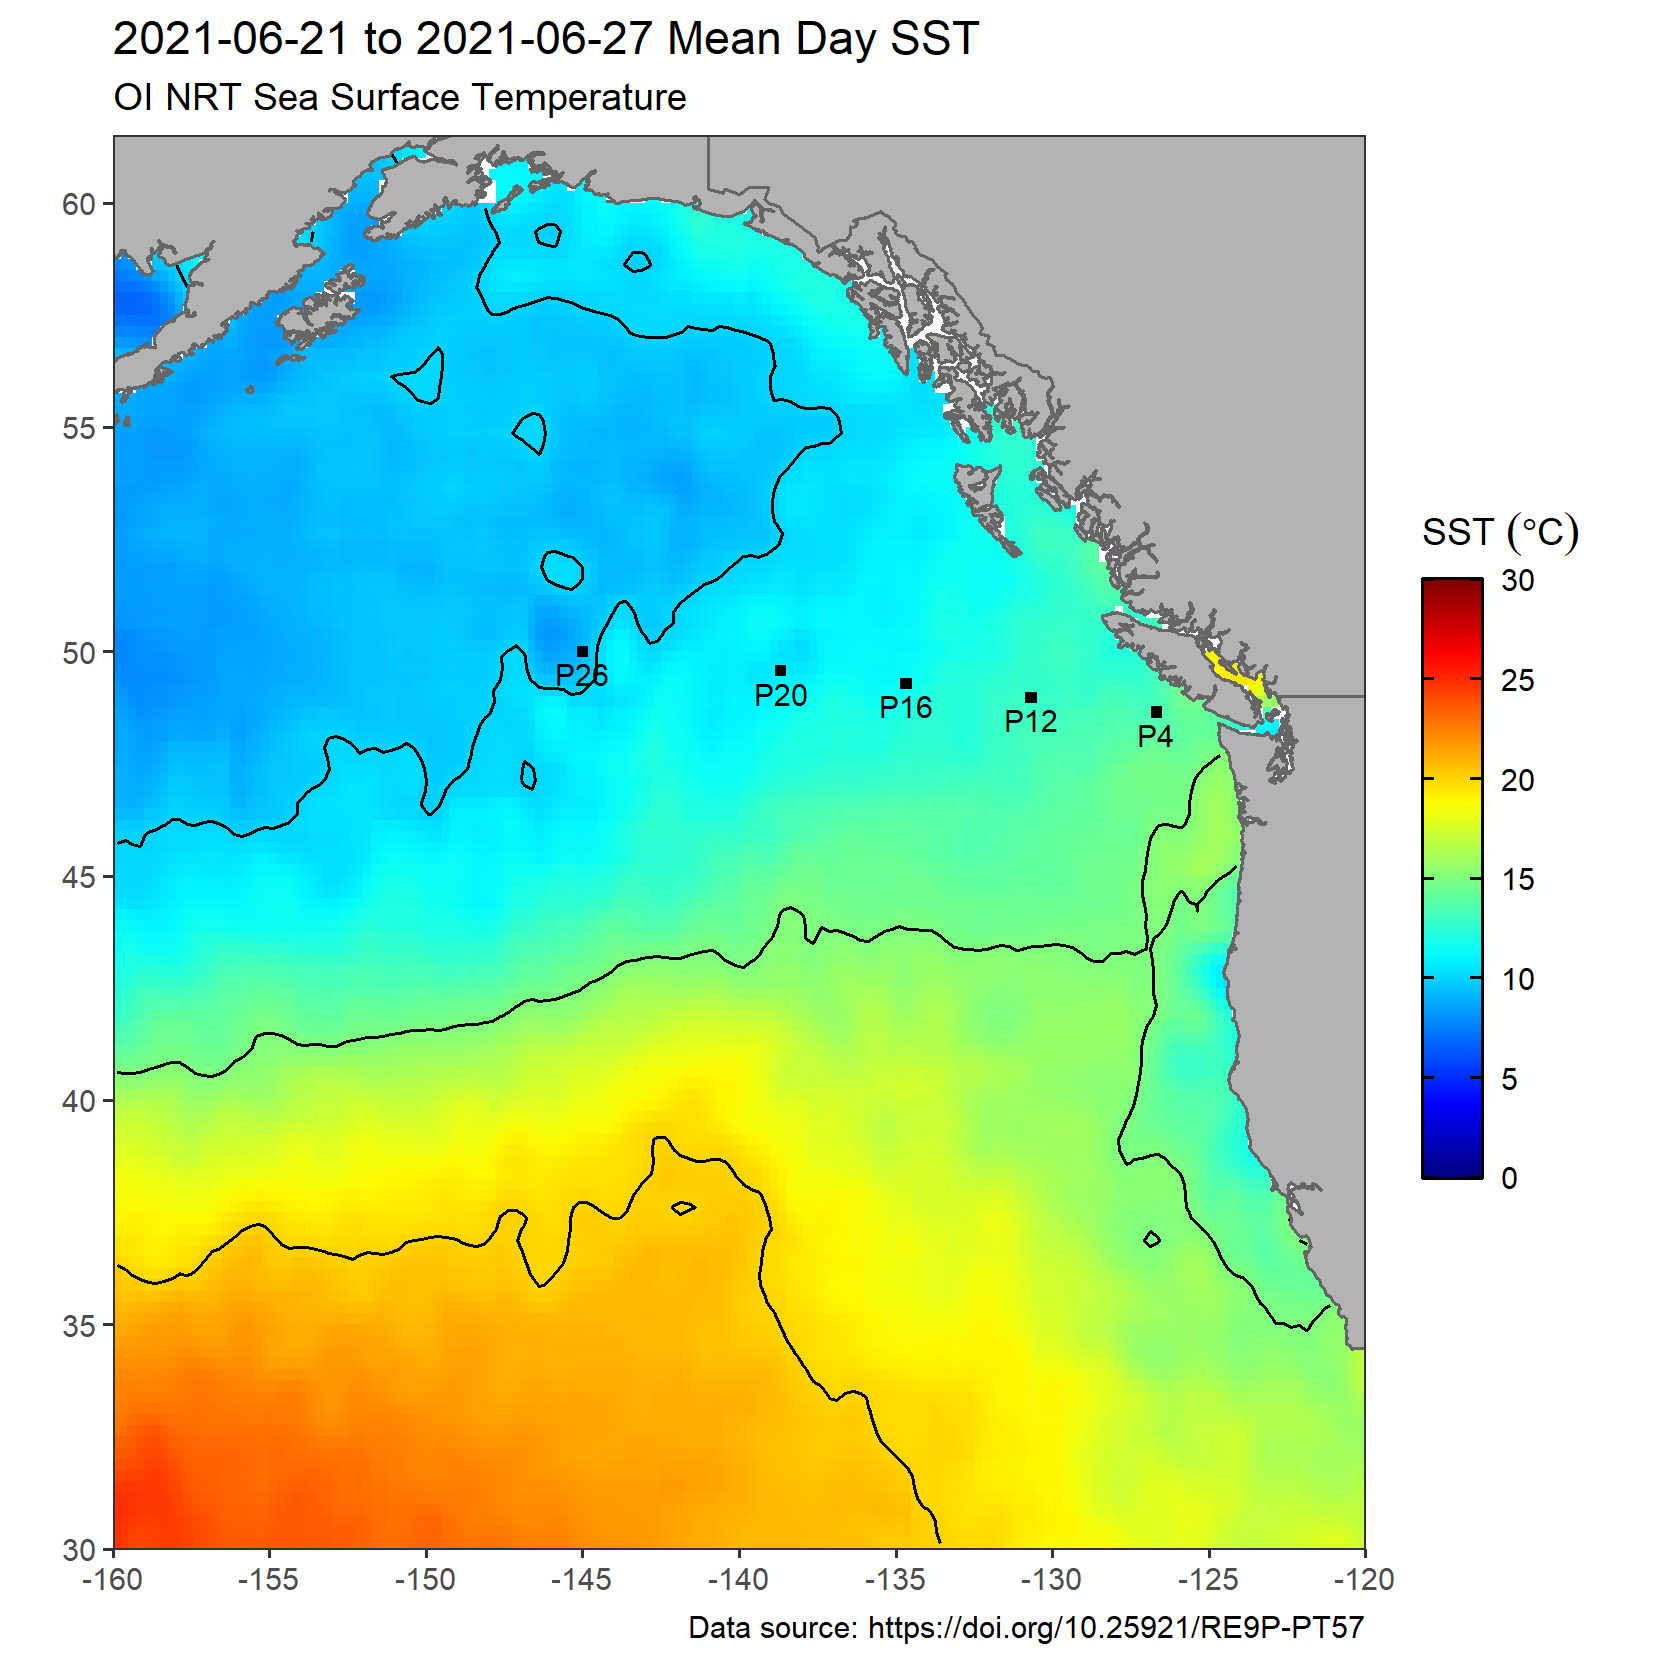 2021-06-21 to 2021-06-27 Mean Day SST
OI NRT Sea Surface Temperature
60
55
50
45
40
35
30
P26
P20
P16
P12
P4
-160
-155
-150
-145
-140
-135
-130
-125
-120
SST (°C)
30
25
20
15
10
5
0
Data source: https://doi.org/10.25921/RE9P-PT57